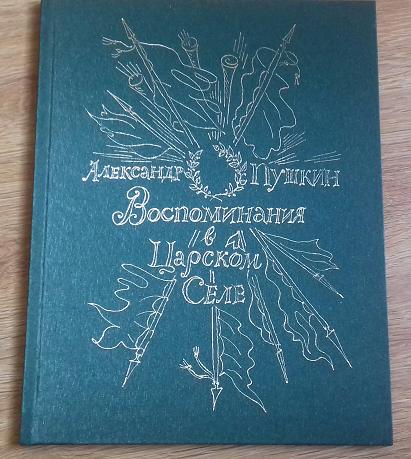 Александр Пушкин
Воспоминания
в
Царском
Селе